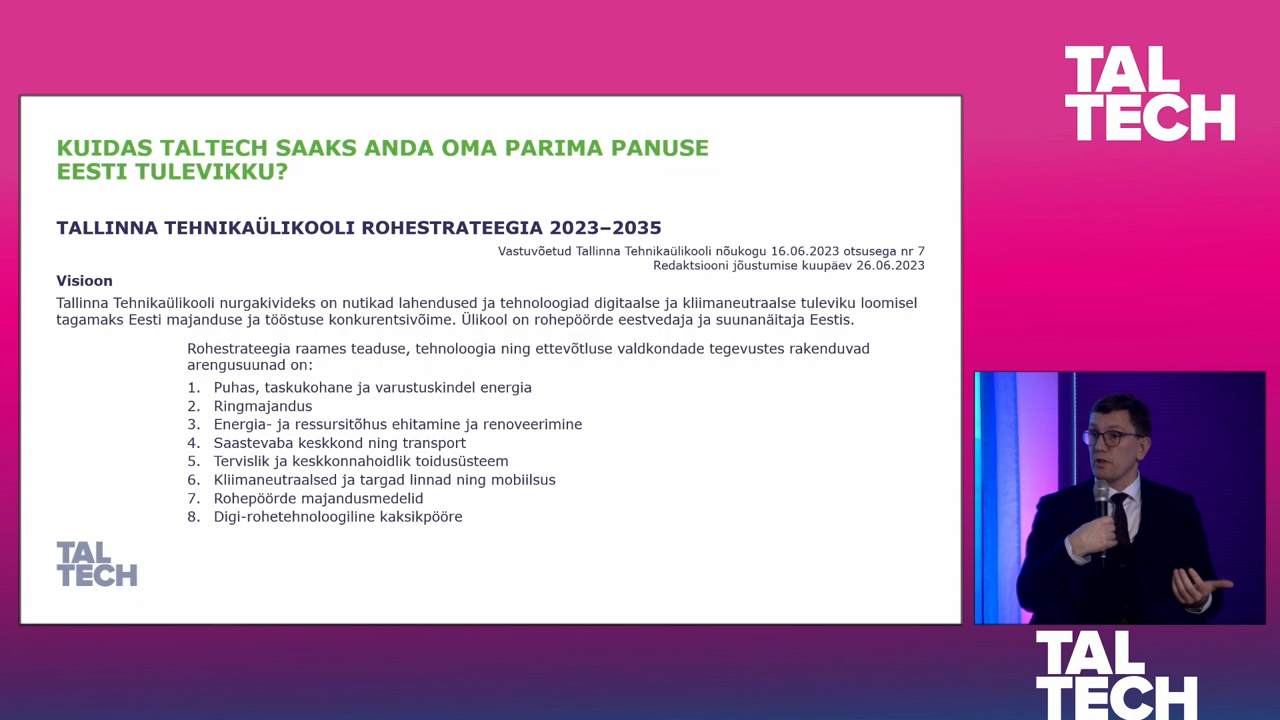 TAL
TECH
KUIDAS TALTECH SAAKS ANDA OMA PARIMA PANUSE
EESTI TULEVIKKU?
TALLINNA TEHNIKAÜLIKOOLI ROHESTRATEEGIA 2023–2035
Vastuvõetud Tallinna Tehnikaülikooli nõukogu 16.06.2023 otsusega nr 7
Redaktsiooni jõustumise kuupäev 26.06.2023
Visioon
Tallinna Tehnikaülikooli nurgakivideks on nutikad lahendused ja tehnoloogiad digitaalse ja kliimaneutraalse tuleviku loomisel
tagamaks Eesti majanduse ja tööstuse konkurentsivõime. Ülikool on rohepöörde eestvedaja ja suunanäitaja Eestis.
Rohestrateegia raames teaduse, tehnoloogia ning ettevõtluse valdkondade tegevustes rakenduvad
arengusuunad on:
1. Puhas, taskukohane ja varustuskindel energia
2. Ringmajandus
3. Energia- ja ressursitõhus ehitamine ja renoveerimine
4. Saastevaba keskkond ning transport
5. Tervislik ja keskkonnahoidlik toidusüsteem
6. Kliimaneutraalsed ja targad linnad ning mobiilsus
7. Rohepöörde majandusmedelid
8. Digi-rohetehnoloogiline kaksikpööre
TAL
TECH
TAL
TECH